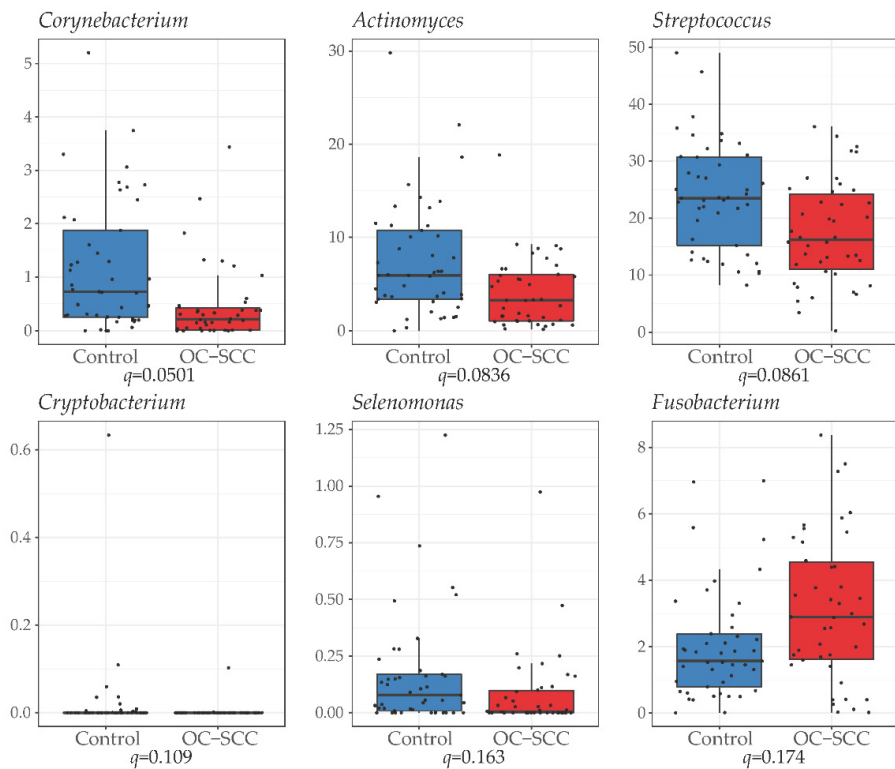 Corynebacterium
Actinomyces
Streptococcus
5
4
3
2
1
0
30
20
10
0
50
40
30
20
10
0
Control
OC−SCC
Control
OC−SCC
Control
OC−SCC
q=0.0501
q=0.0836
q=0.0861
Cryptobacterium
Selenomonas
Fusobacterium
0.6
0.4
0.2
0.0
1.25
1.00
0.75
0.50
0.25
0.00
8
6
4
2
0
Control
OC−SCC
Control
OC−SCC
Control
OC−SCC
q=0.109
q=0.163
q=0.174